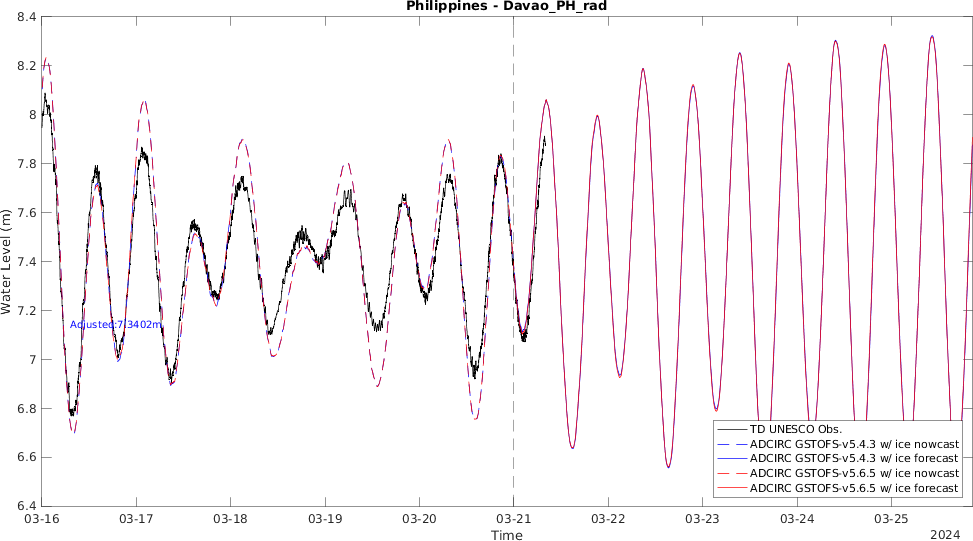 Philippines - Davao_PH_rad
8.4
8.2
8
7.8
7.6
7.4
7.2
7
6.8
6.6
6.4
Water Level (m)
Adjusted:7.3402m
TD UNESCO Obs.
ADCIRC GSTOFS-v5.4.3 w/ ice nowcast
ADCIRC GSTOFS-v5.4.3 w/ ice forecast
ADCIRC GSTOFS-v5.6.5 w/ ice nowcast
ADCIRC GSTOFS-v5.6.5 w/ ice forecast
03-16 03-17 03-18 03-19 03-20 03-21 03-22 03-23 03-24 03-25
Time
2024